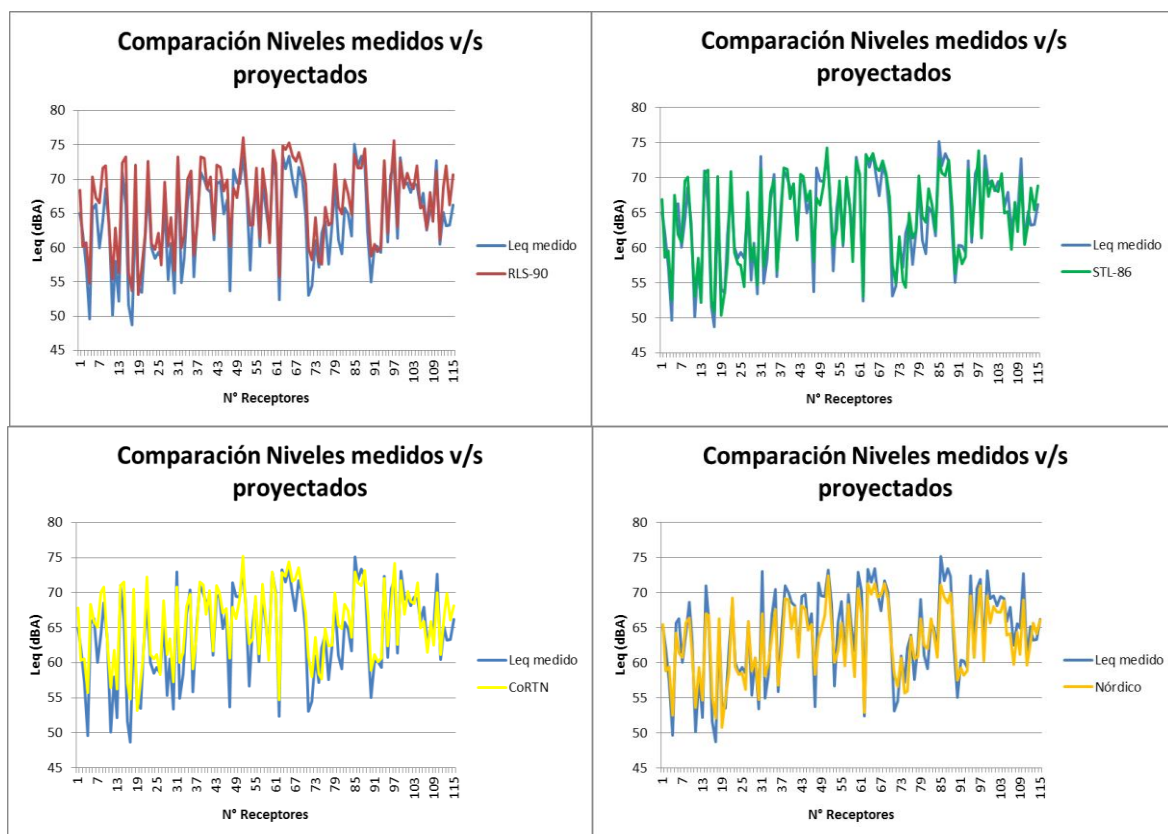 Comparación Niveles medidos v/s
proyectados
80
75
70
65
60
55
50
45
Leq (dBA)
1 7 13 19 25 31 37 43 49 55 61 67 73 79 85 91 97 103 109 115
N° Receptores
Leq medido
RLS-90
Comparación Niveles medidos v/s
proyectados
80
75
70
65
60
55
50
45
Leq (dBA)
1 7 13 19 25 31 37 43 49 55 61 67 73 79 85 91 97 103 109 115
N° Receptores
Leq medido
STL-86
Comparación Niveles medidos v/s
proyectados
80
75
70
65
60
55
50
45
Leq (dBA)
1 7 13 19 25 31 37 43 49 55 61 67 73 79 85 91 97 103 109 115
N° Receptores
Leq medido
CoRTN
Comparación Niveles medidos v/s
proyectados
80
75
70
65
60
55
50
45
Leq (dBA)
1 7 13 19 25 31 37 43 49 55 61 67 73 79 85 91 97 103 109 115
N° Receptores
Leq medido
Nórdico